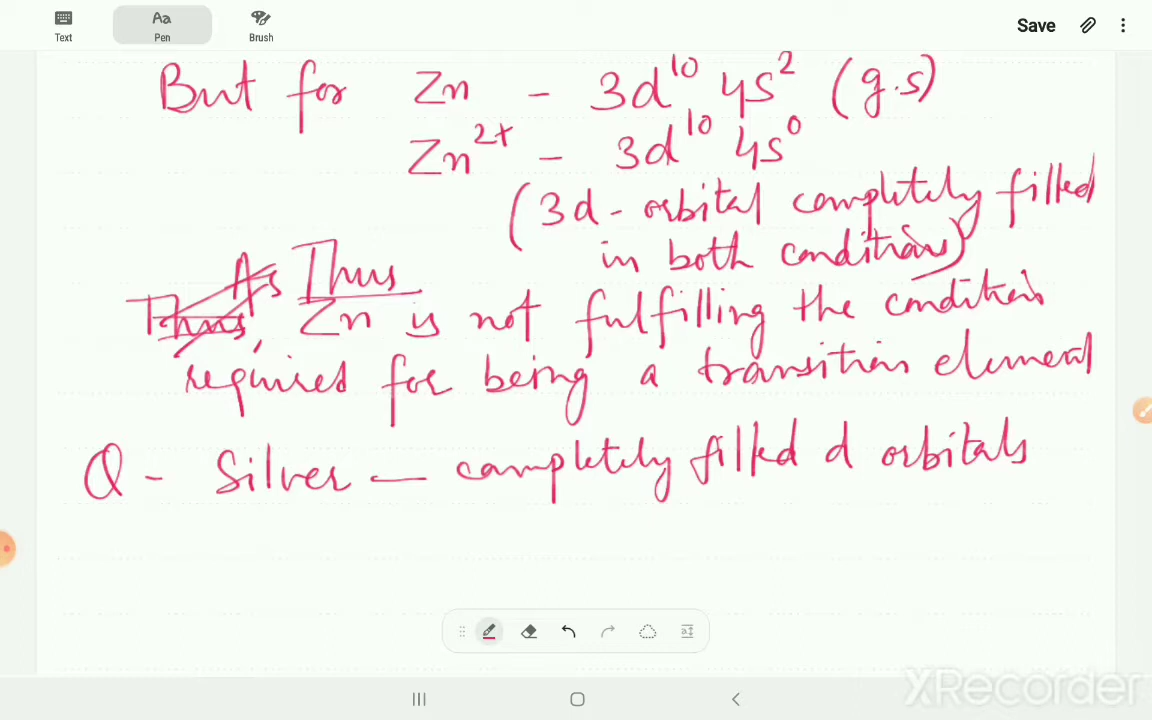 Text
Aa
Pen
Brush
Save
But for Zn - 3d¹⁰ 4s² (g.s)
Zn²⁺ - 3d¹⁰ 4s⁰
(3d - orbital completely filled
in both conditions)
As Thus
Thus, Zn is not fulfilling the condition
required for being a transition element
Q - Silver — completely filled d orbitals
XRecorder